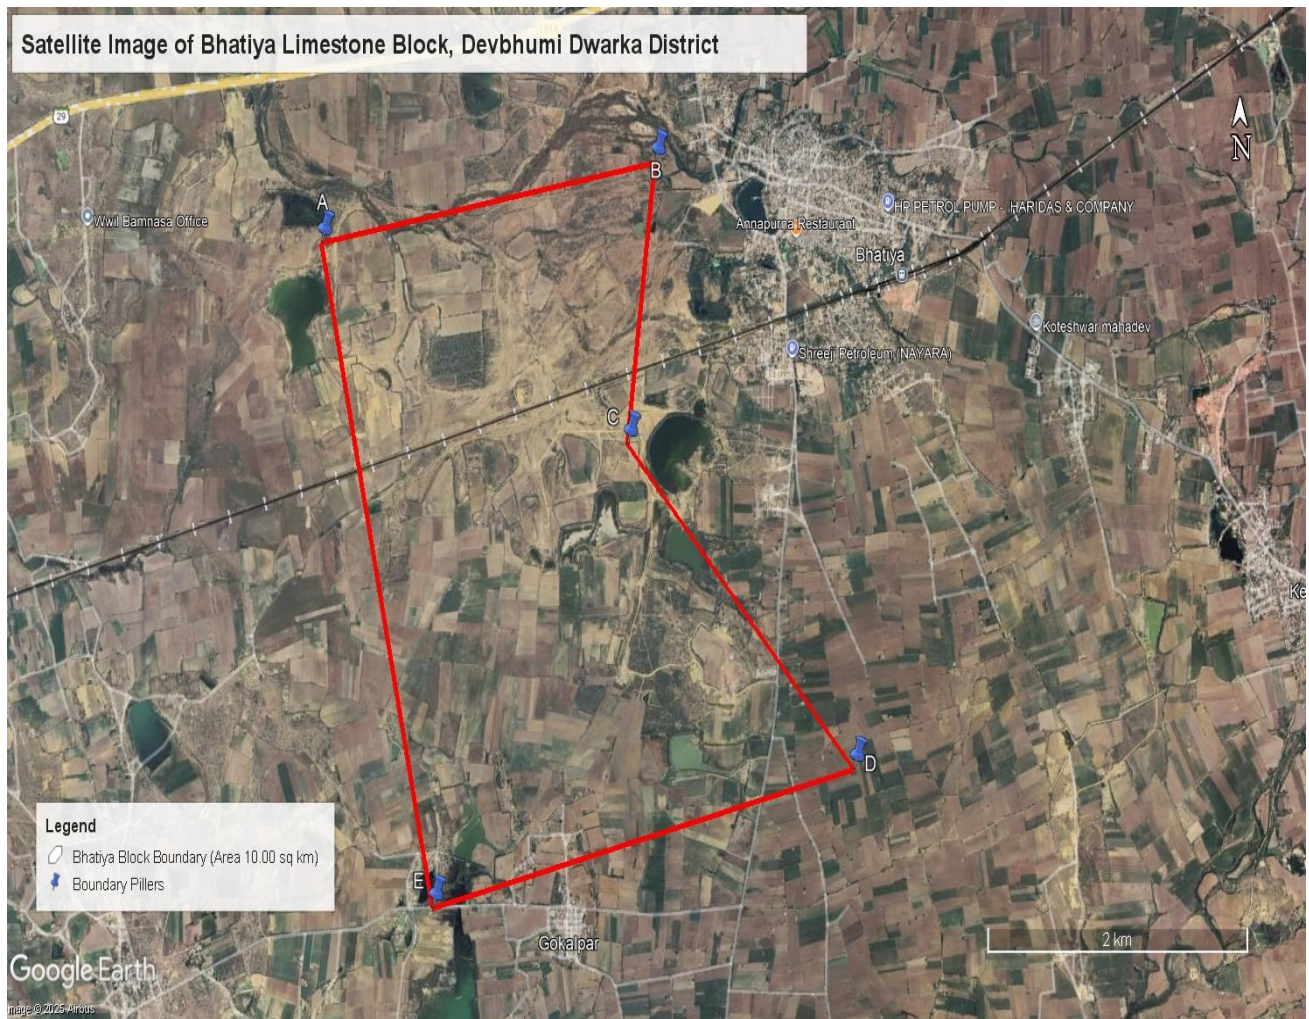 Satellite Image of Bhatiya Limestone Block, Devbhumi Dwarka District
29
N
B
A
HP PETROL PUMP - HARIDAS & COMPANY
Wwil Bamnasa Office
Annapurna Restaurant
Bhatiya
Koteshwar mahadev
Shreeji Petroleum (NAYARA)
C
Ke
D
Legend
Bhatiya Block Boundary (Area 10.00 sq km)
Boundary Pillers
E
Gokalpar
2 km
Google Earth
mage © 2025 Airbus